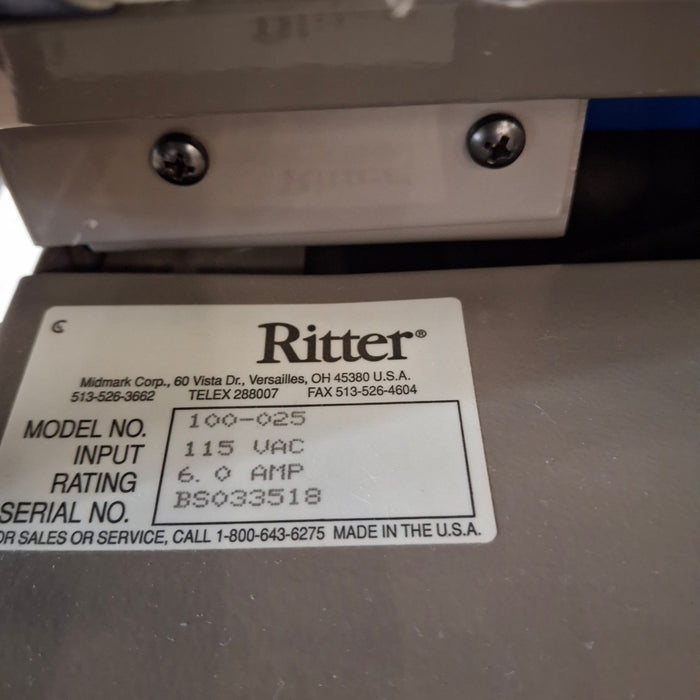 Ritter®
Midmark Corp., 60 Vista Dr., Versailles, OH 45380 U.S.A.
513-526-3662 TELEX 288007 FAX 513-526-4604
MODEL NO. 100-025
INPUT 115 VAC
RATING 6.0 AMP
SERIAL NO. BS033518
OR SALES OR SERVICE, CALL 1-800-643-6275 MADE IN THE U.S.A.